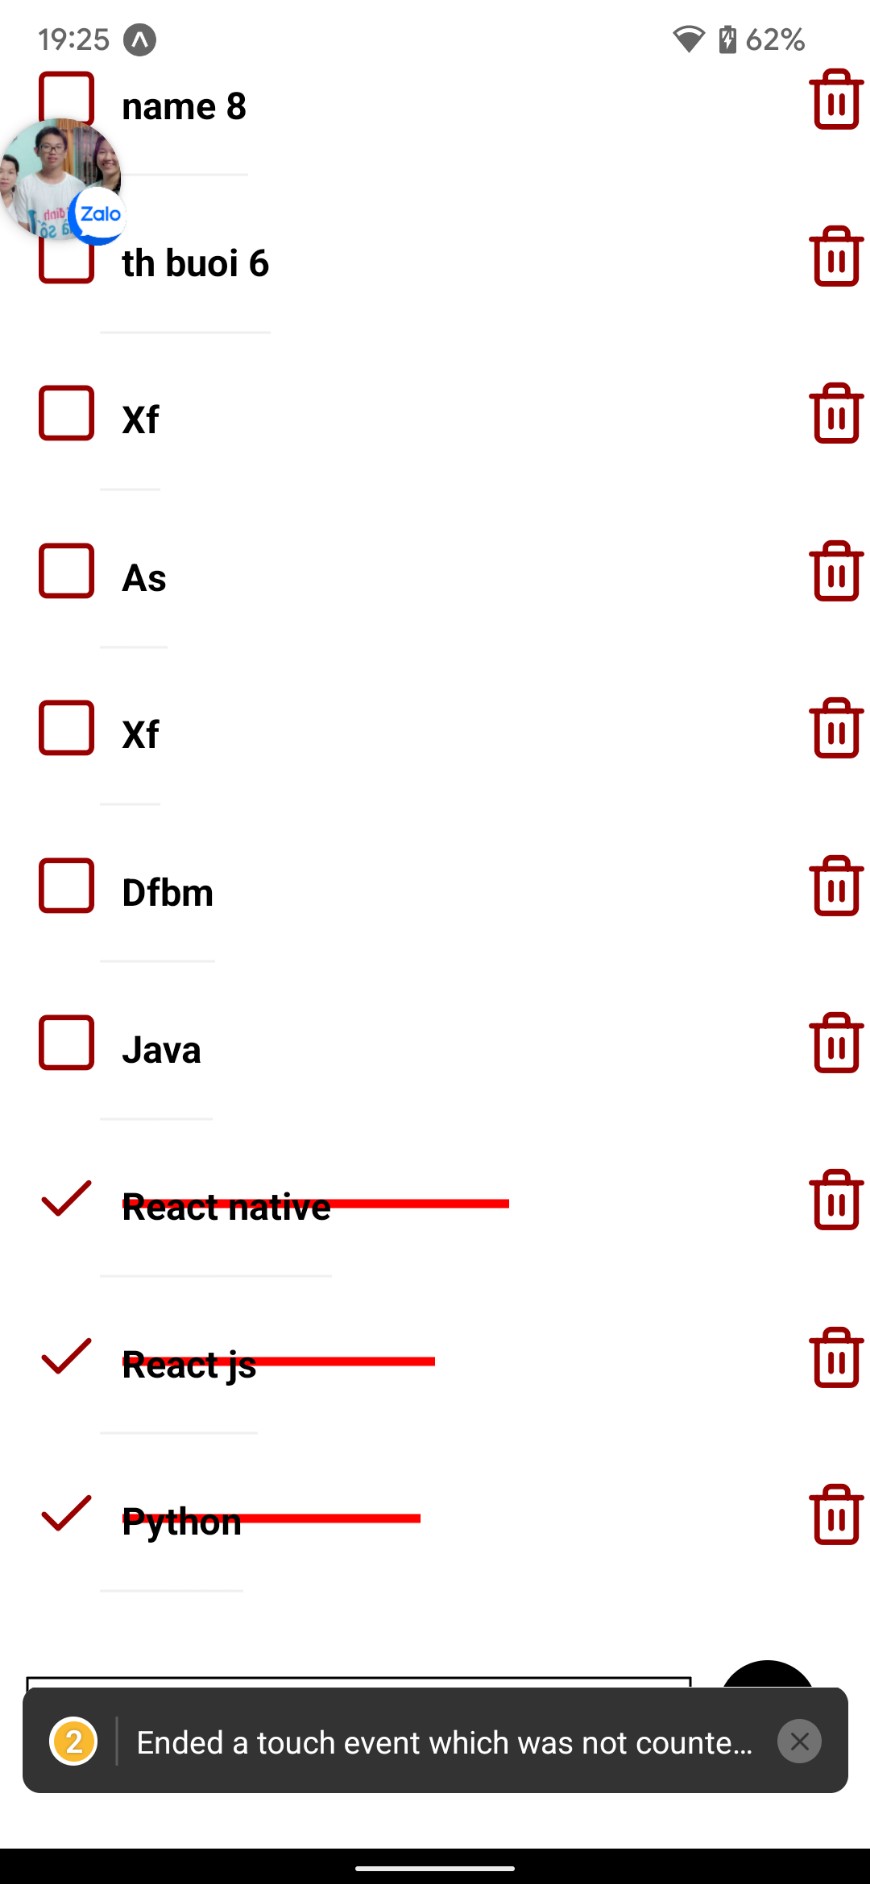 19:25
62%
name 8
Zalo
th buoi 6
Xf
As
Xf
Dfbm
Java
React native
React js
Python
2
Ended a touch event which was not counte...